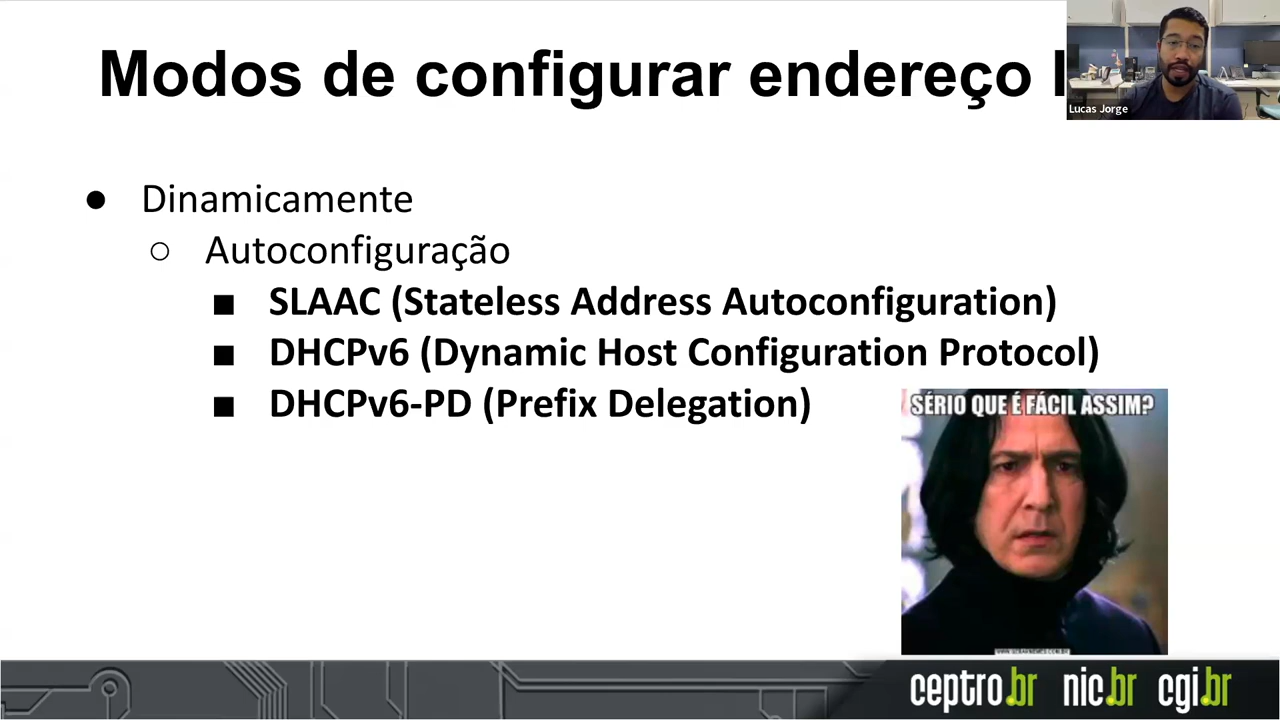 Modos de configurar endereço I
Lucas Jorge
● Dinamicamente
○ Autoconfiguração
■ SLAAC (Stateless Address Autoconfiguration)
■ DHCPv6 (Dynamic Host Configuration Protocol)
■ DHCPv6-PD (Prefix Delegation)
SÉRIO QUE É FÁCIL ASSIM?
ceptro.br nic.br cgi.br